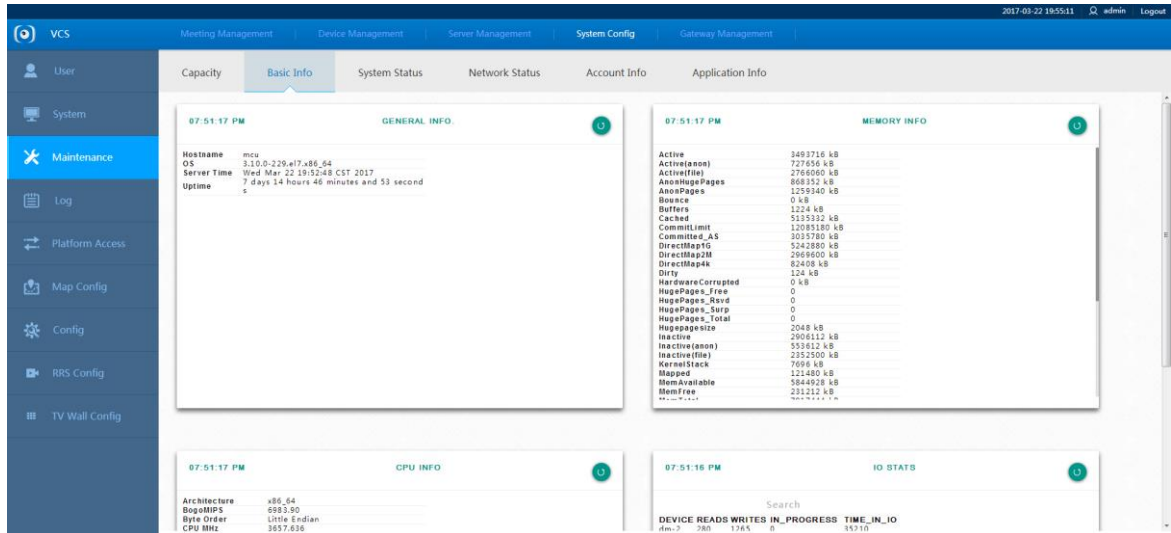 2017-03-22 19:55:11 admin Logout
VCS Meeting Management Device Management Server Management System Config Gateway Management
User
System
Maintenance
Log
Platform Access
Map Config
Config
RRS Config
TV Wall Config
Capacity Basic Info System Status Network Status Account Info Application Info
07:51:17 PM GENERAL INFO.
Hostname mcu
OS 3.10.0-229.el7.x86_64
Server Time Wed Mar 22 19:52:48 CST 2017
Uptime 7 days 14 hours 46 minutes and 53 second
s
07:51:17 PM MEMORY INFO
Active 3493716 kB
Active(anon) 727656 kB
Active(file) 2766060 kB
AnonHugePages 868352 kB
AnonPages 1259340 kB
Bounce 0 kB
Buffers 1224 kB
Cached 5135332 kB
CommitLimit 12085180 kB
Committed_AS 3035780 kB
DirectMap1G 5242880 kB
DirectMap2M 2969600 kB
DirectMap4k 82408 kB
Dirty 124 kB
HardwareCorrupted 0 kB
HugePages_Free 0
HugePages_Rsvd 0
HugePages_Surp 0
HugePages_Total 0
Hugepagesize 2048 kB
Inactive 2906112 kB
Inactive(anon) 553612 kB
Inactive(file) 2352500 kB
KernelStack 7696 kB
Mapped 121480 kB
MemAvailable 5844928 kB
MemFree 231212 kB
07:51:17 PM CPU INFO
Architecture x86_64
BogoMIPS 6983.90
Byte Order Little Endian
CPU MHz 3657.636
07:51:16 PM IO STATS
Search
DEVICE READS WRITES IN_PROGRESS TIME_IN_IO
dm-2 280 1265 0 35210